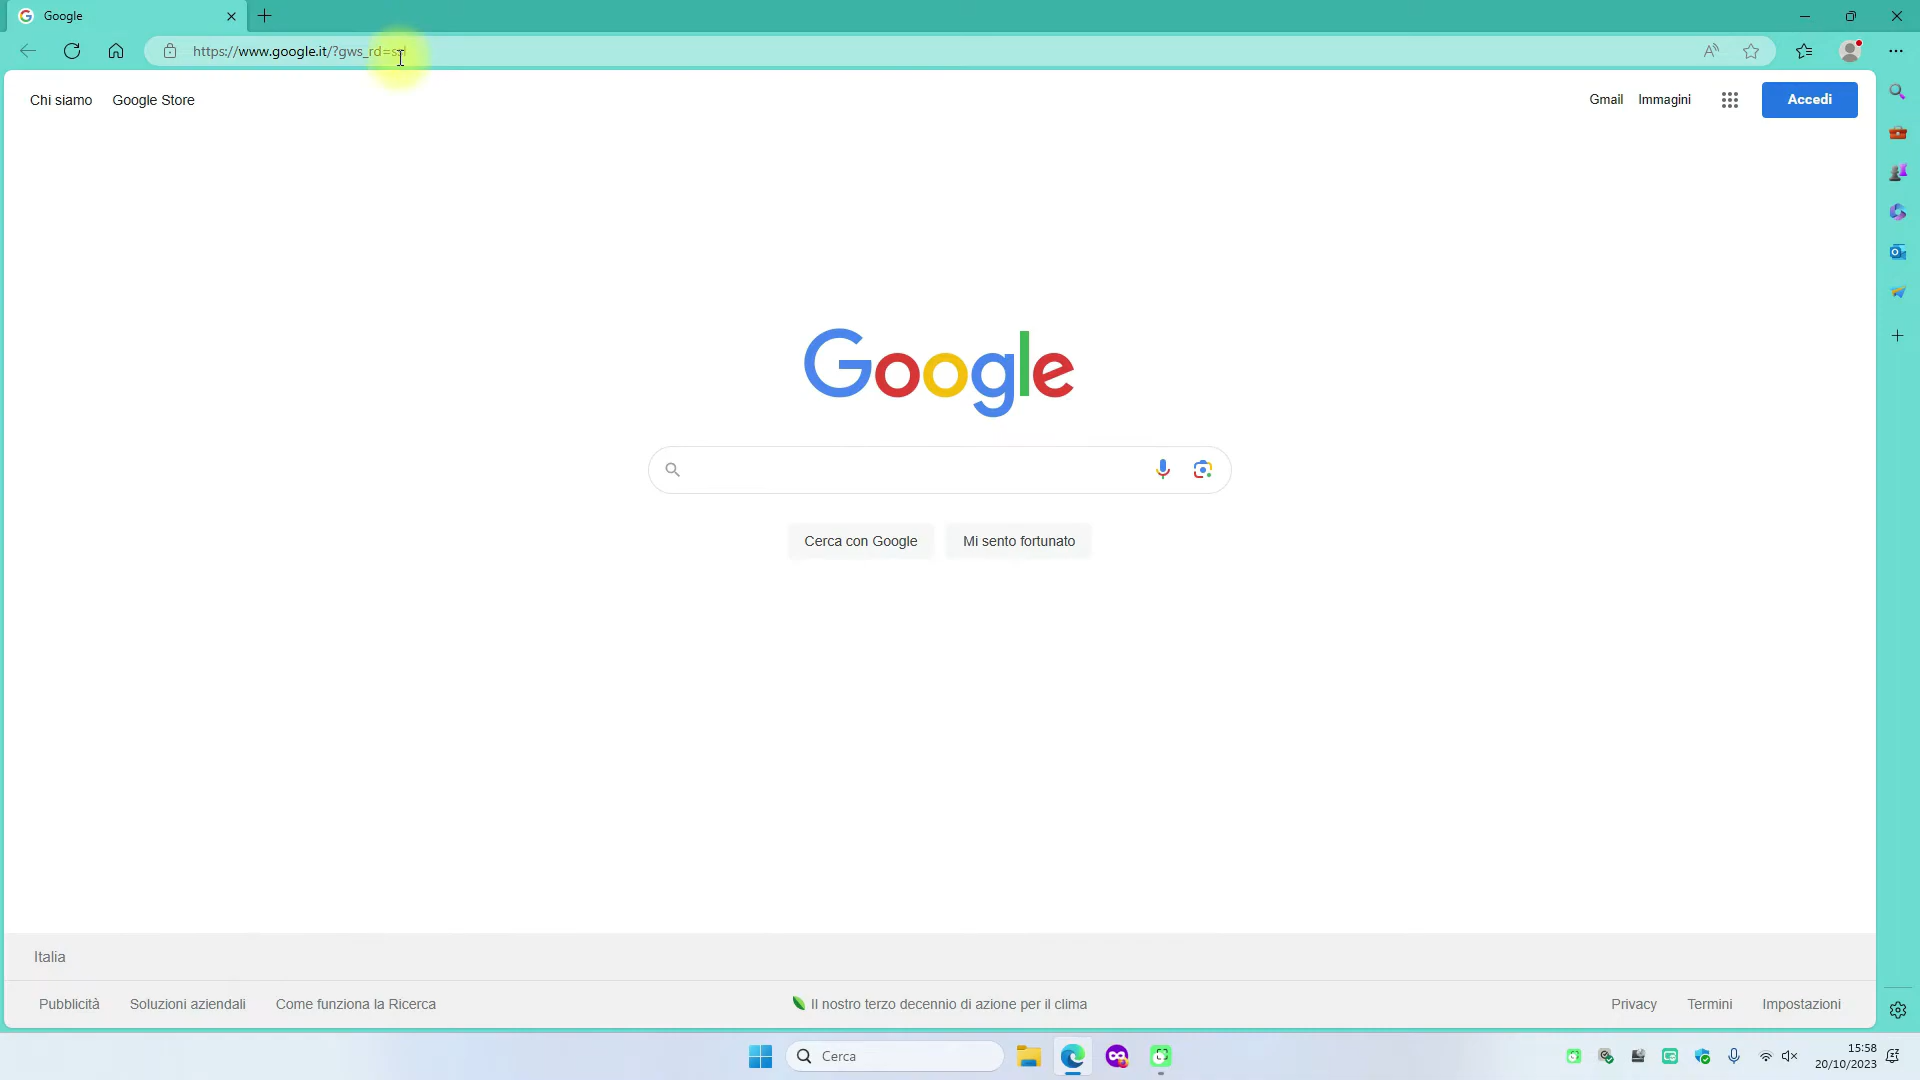 Google
https://www.google.it/?gws_rd=ssl
Chi siamo
Google Store
Gmail
Immagini
Accedi
Google
Cerca con Google
Mi sento fortunato
Italia
Pubblicità
Soluzioni aziendali
Come funziona la Ricerca
Il nostro terzo decennio di azione per il clima
Privacy
Termini
Impostazioni
Cerca
15:58
20/10/2023